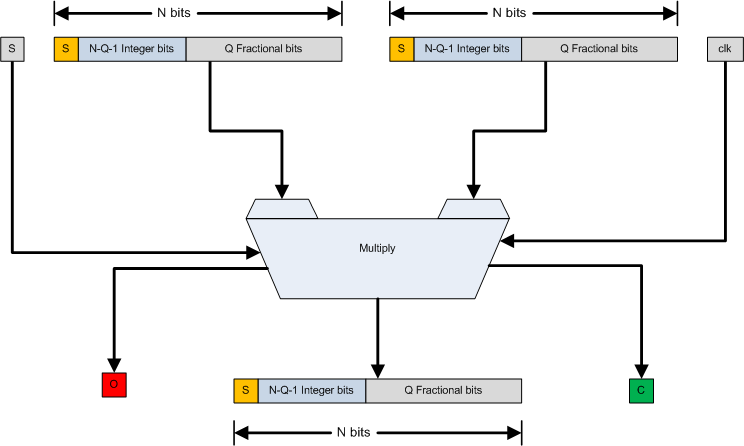 N bits N bits
S S N-Q-1 Integer bits Q Fractional bits S N-Q-1 Integer bits Q Fractional bits clk
Multiply
O S N-Q-1 Integer bits Q Fractional bits C
N bits